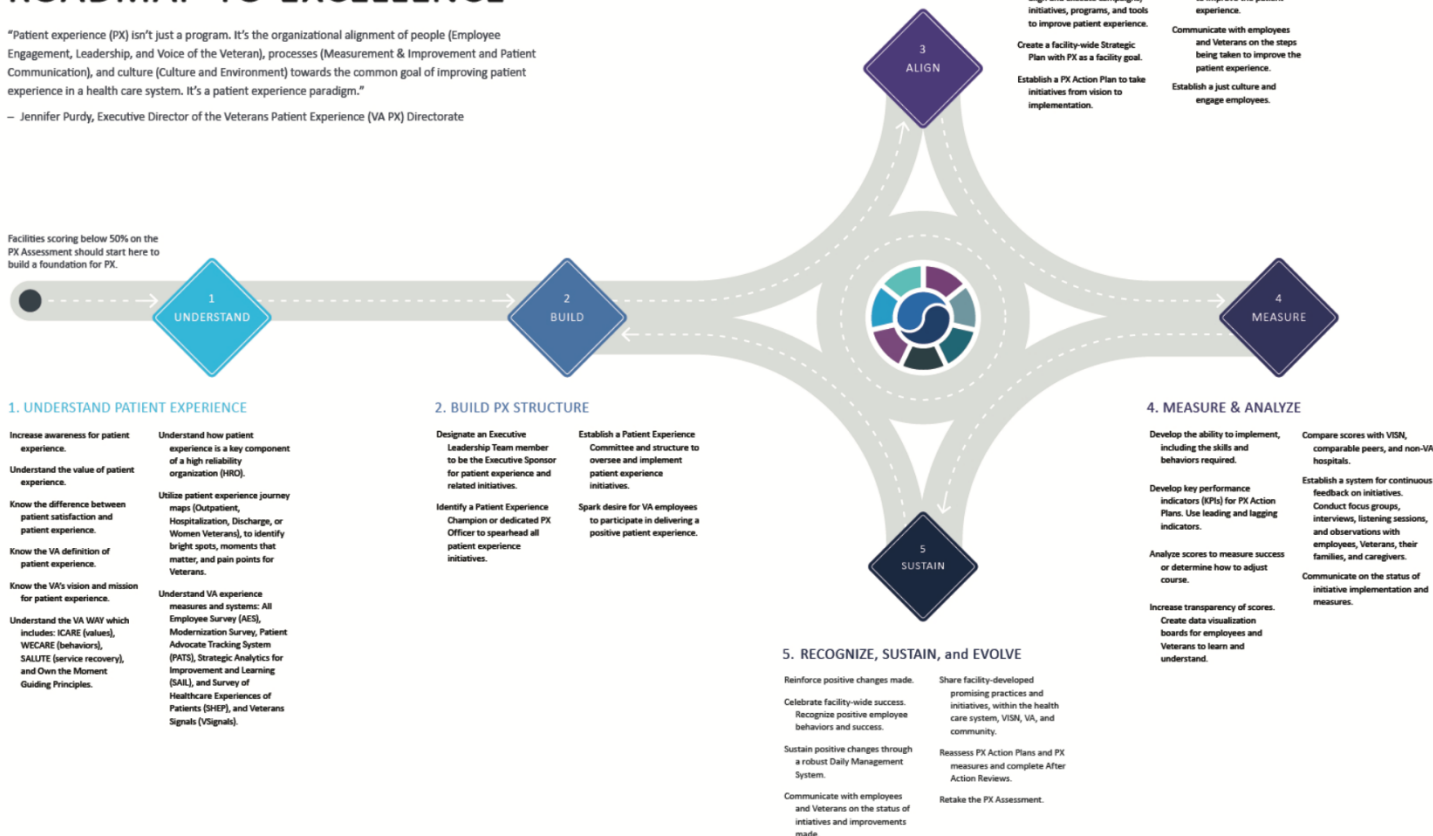 ROADMAP TO EXCELLENCE
“Patient experience (PX) isn’t just a program. It’s the organizational alignment of people (Employee
Engagement, Leadership, and Voice of the Veteran), processes (Measurement & Improvement and Patient
Communication), and culture (Culture and Environment) towards the common goal of improving patient
experience in a health care system. It’s a patient experience paradigm.”
– Jennifer Purdy, Executive Director of the Veterans Patient Experience (VA PX) Directorate
3
ALIGN
initiatives, programs, and tools
to improve patient experience.
Create a facility-wide Strategic
Plan with PX as a facility goal.
Establish a PX Action Plan to take
initiatives from vision to
implementation.
to improve the patient
experience.
Communicate with employees
and Veterans on the steps
being taken to improve the
patient experience.
Establish a just culture and
engage employees.
Facilities scoring below 50% on the
PX Assessment should start here to
build a foundation for PX.
1
UNDERSTAND
2
BUILD
4
MEASURE
5
SUSTAIN
1. UNDERSTAND PATIENT EXPERIENCE
Increase awareness for patient
experience.
Understand the value of patient
experience.
Know the difference between
patient satisfaction and
patient experience.
Know the VA definition of
patient experience.
Know the VA’s vision and mission
for patient experience.
Understand the VA WAY which
includes: ICARE (values),
WECARE (behaviors),
SALUTE (service recovery),
and Own the Moment
Guiding Principles.
Understand how patient
experience is a key component
of a high reliability
organization (HRO).
Utilize patient experience journey
maps (Outpatient,
Hospitalization, Discharge, or
Women Veterans), to identify
bright spots, moments that
matter, and pain points for
Veterans.
Understand VA experience
measures and systems: All
Employee Survey (AES),
Modernization Survey, Patient
Advocate Tracking System
(PATS), Strategic Analytics for
Improvement and Learning
(SAIL), and Survey of
Healthcare Experiences of
Patients (SHEP), and Veterans
Signals (VSignals).
2. BUILD PX STRUCTURE
Designate an Executive
Leadership Team member
to be the Executive Sponsor
for patient experience and
related initiatives.
Identify a Patient Experience
Champion or dedicated PX
Officer to spearhead all
patient experience
initiatives.
Establish a Patient Experience
Committee and structure to
oversee and implement
patient experience
initiatives.
Spark desire for VA employees
to participate in delivering a
positive patient experience.
4. MEASURE & ANALYZE
Develop the ability to implement,
including the skills and
behaviors required.
Develop key performance
indicators (KPIs) for PX Action
Plans. Use leading and lagging
indicators.
Analyze scores to measure success
or determine how to adjust
course.
Increase transparency of scores.
Create data visualization
boards for employees and
Veterans to learn and
understand.
Compare scores with VISN,
comparable peers, and non-VA
hospitals.
Establish a system for continuous
feedback on initiatives.
Conduct focus groups,
interviews, listening sessions,
and observations with
employees, Veterans, their
families, and caregivers.
Communicate on the status of
initiative implementation and
measures.
5. RECOGNIZE, SUSTAIN, and EVOLVE
Reinforce positive changes made.
Celebrate facility-wide success.
Recognize positive employee
behaviors and success.
Sustain positive changes through
a robust Daily Management
System.
Communicate with employees
and Veterans on the status of
intiatives and improvements
made.
Share facility-developed
promising practices and
initiatives, within the health
care system, VISN, VA, and
community.
Reassess PX Action Plans and PX
measures and complete After
Action Reviews.
Retake the PX Assessment.